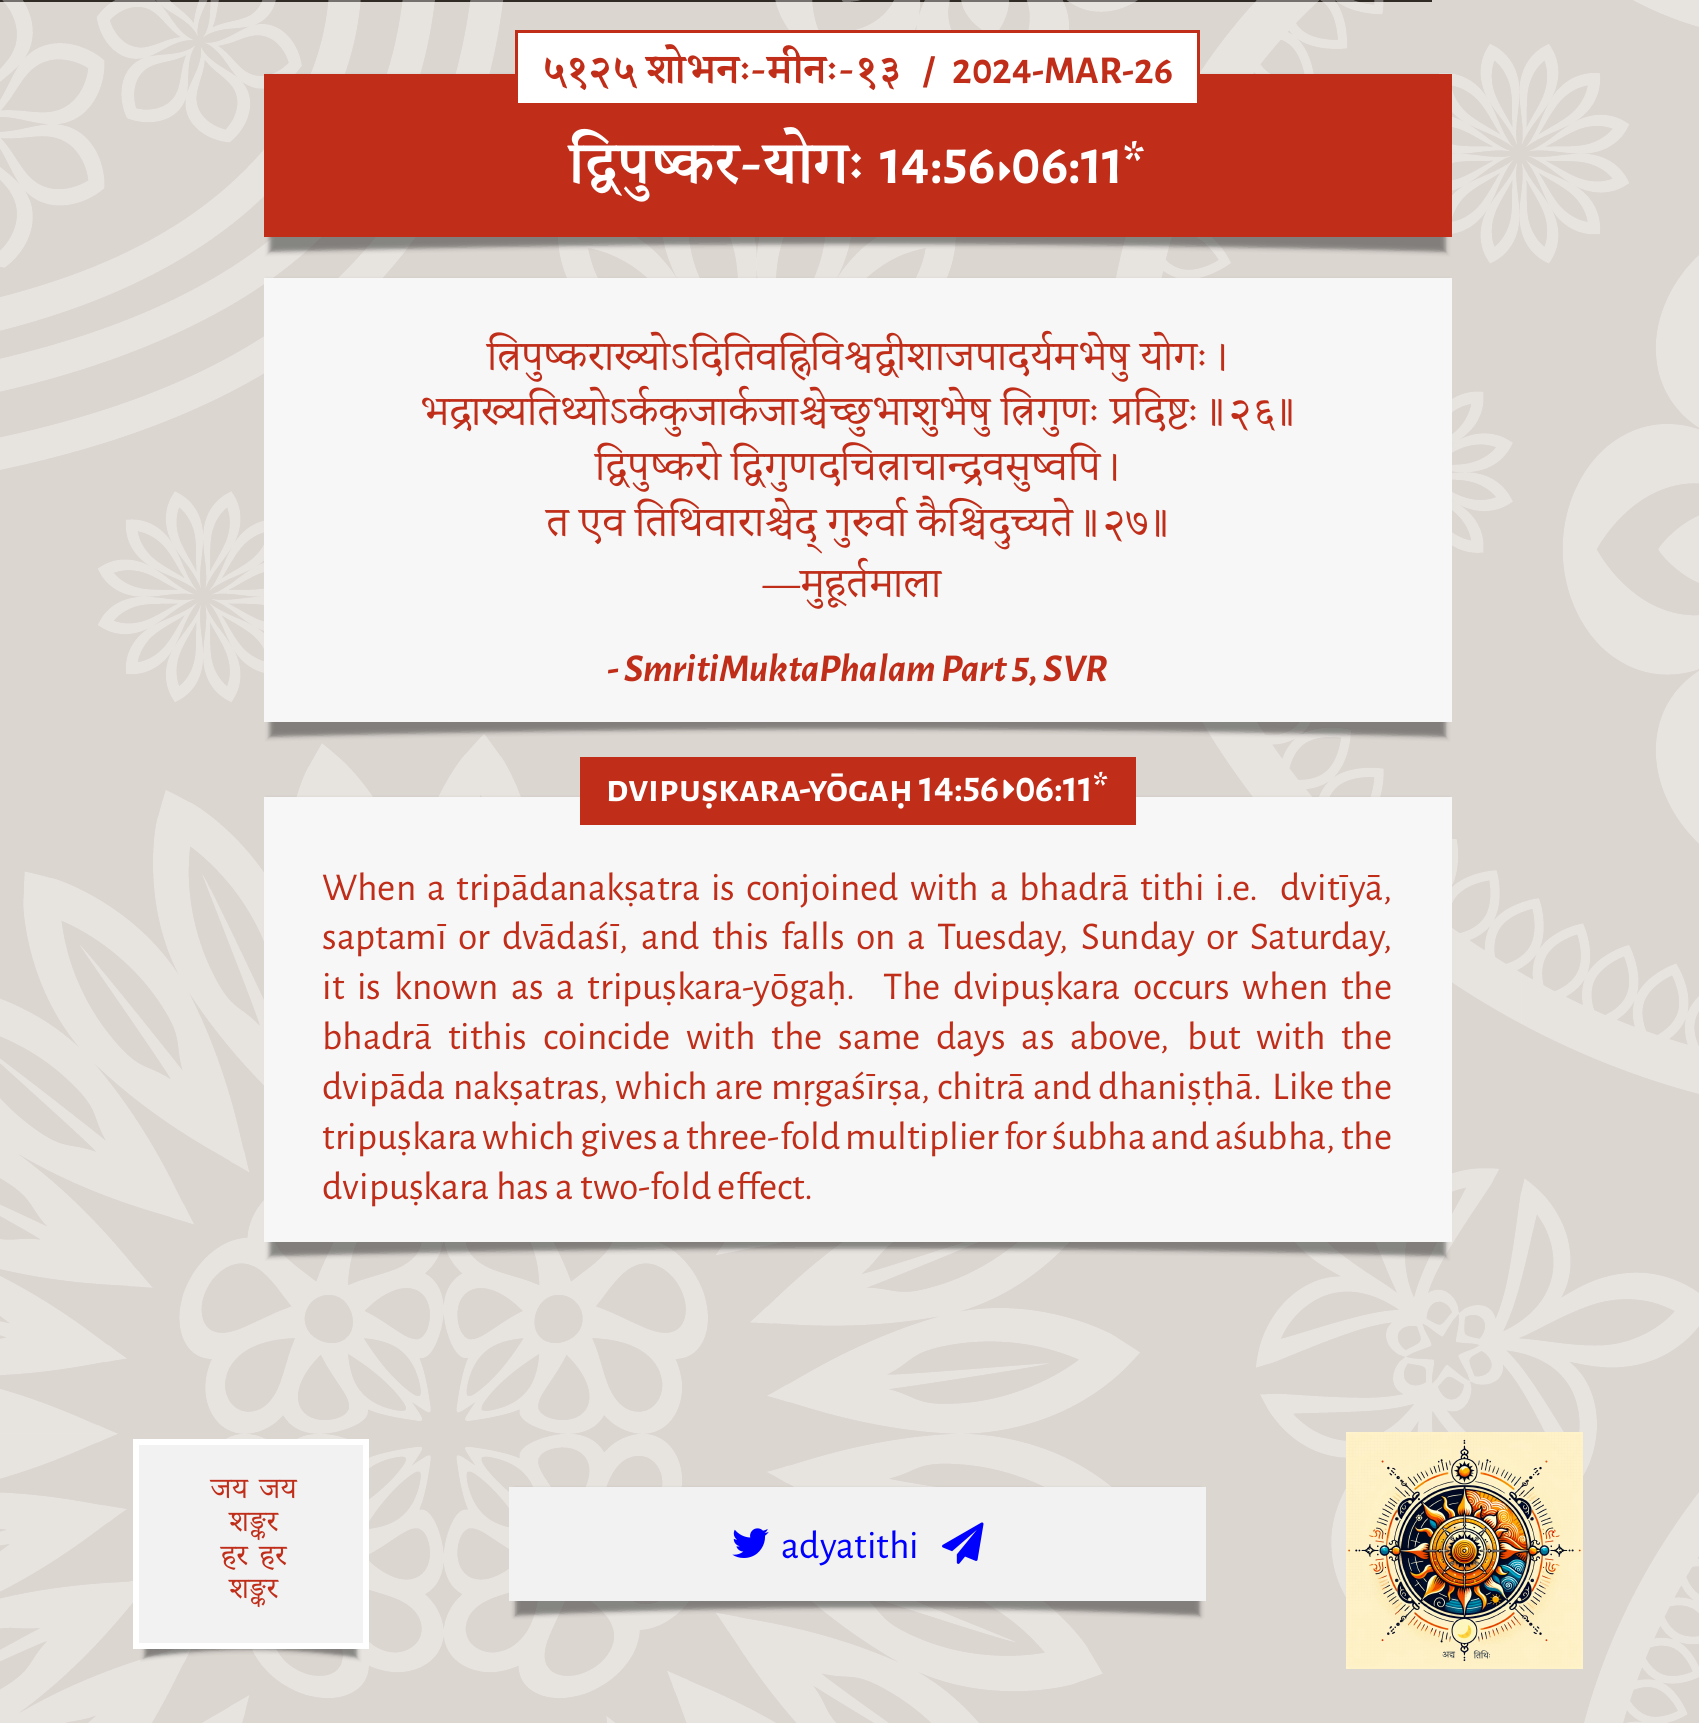 ५१२५ शोभनः-मीनः-१३ / 2024-MAR-26
द्विपुष्कर-योगः 14:56▸06:11*
त्रिपुष्कराख्योऽदितिवह्निविश्वद्वीशाजपादर्यमभेषु योगः।
भद्राख्यतिथ्योऽर्ककुजार्कजाश्चेच्छुभाशुभेषु त्रिगुणः प्रदिष्टः॥२६॥
द्विपुष्करो द्विगुणदचित्राचान्द्रवसुष्वपि।
त एव तिथिवाराश्चेद् गुरुर्वा कैश्चिदुच्यते॥२७॥
—मुहूर्तमाला
- SmritiMuktaPhalam Part 5, SVR
DVIPUṢKARA-YŌGAḤ 14:56▸06:11*
When a tripādanakṣatra is conjoined with a bhadrā tithi i.e. dvitīyā,
saptamī or dvādaśī, and this falls on a Tuesday, Sunday or Saturday,
it is known as a tripuṣkara-yōgaḥ. The dvipuṣkara occurs when the
bhadrā tithis coincide with the same days as above, but with the
dvipāda nakṣatras, which are mṛgaśīrṣa, chitrā and dhaniṣṭhā. Like the
tripuṣkara which gives a three-fold multiplier for śubha and aśubha, the
dvipuṣkara has a two-fold effect.
जय जय
शङ्कर
हर हर
शङ्कर
adyatithi
अद्य तिथिः